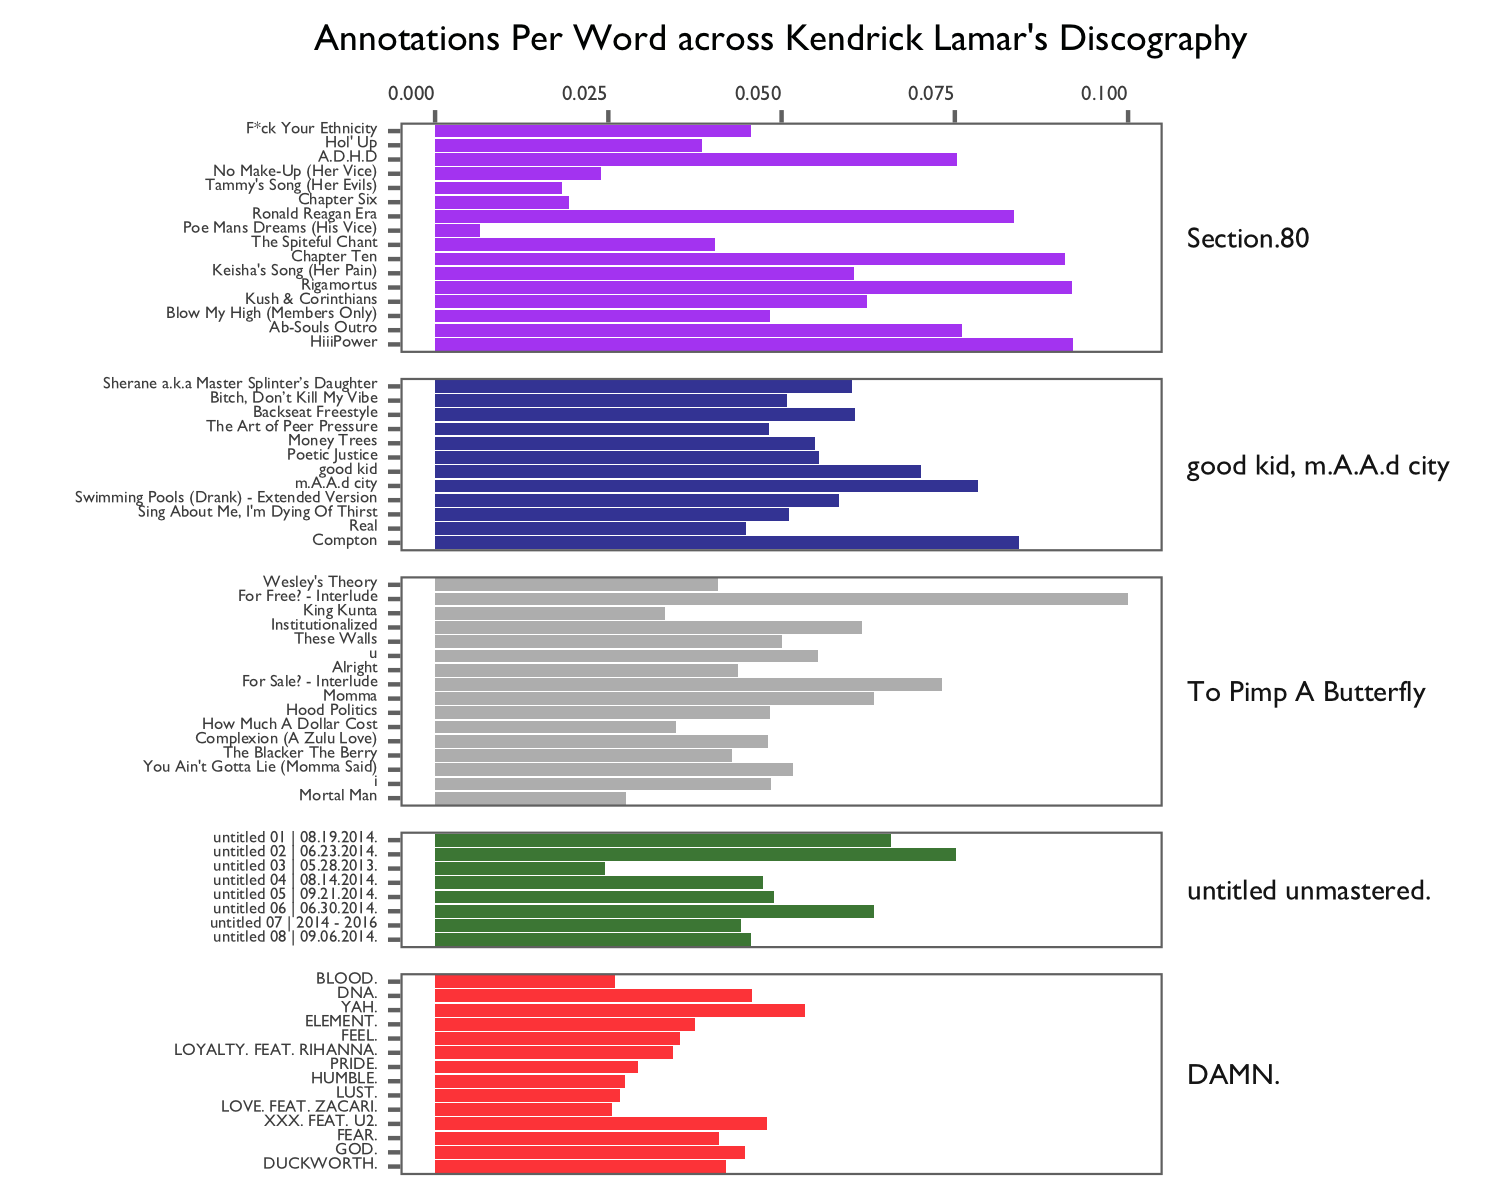 Annotations Per Word across Kendrick Lamar's Discography
0.000 0.025 0.050 0.075 0.100
F*ck Your Ethnicity
Hol' Up
A.D.H.D
No Make-Up (Her Vice)
Tammy's Song (Her Evils)
Chapter Six
Ronald Reagan Era
Poe Mans Dreams (His Vice)
The Spiteful Chant
Chapter Ten
Keisha's Song (Her Pain)
Rigamortus
Kush & Corinthians
Blow My High (Members Only)
Ab-Souls Outro
HiiiPower
Section.80
Sherane a.k.a Master Splinter’s Daughter
Bitch, Don’t Kill My Vibe
Backseat Freestyle
The Art of Peer Pressure
Money Trees
Poetic Justice
good kid
m.A.A.d city
Swimming Pools (Drank) - Extended Version
Sing About Me, I'm Dying Of Thirst
Real
Compton
good kid, m.A.A.d city
Wesley's Theory
For Free? - Interlude
King Kunta
Institutionalized
These Walls
u
Alright
For Sale? - Interlude
Momma
Hood Politics
How Much A Dollar Cost
Complexion (A Zulu Love)
The Blacker The Berry
You Ain't Gotta Lie (Momma Said)
i
Mortal Man
To Pimp A Butterfly
untitled 01 | 08.19.2014.
untitled 02 | 06.23.2014.
untitled 03 | 05.28.2013.
untitled 04 | 08.14.2014.
untitled 05 | 09.21.2014.
untitled 06 | 06.30.2014.
untitled 07 | 2014 - 2016
untitled 08 | 09.06.2014.
untitled unmastered.
BLOOD.
DNA.
YAH.
ELEMENT.
FEEL.
LOYALTY. FEAT. RIHANNA.
PRIDE.
HUMBLE.
LUST.
LOVE. FEAT. ZACARI.
XXX. FEAT. U2.
FEAR.
GOD.
DUCKWORTH.
DAMN.